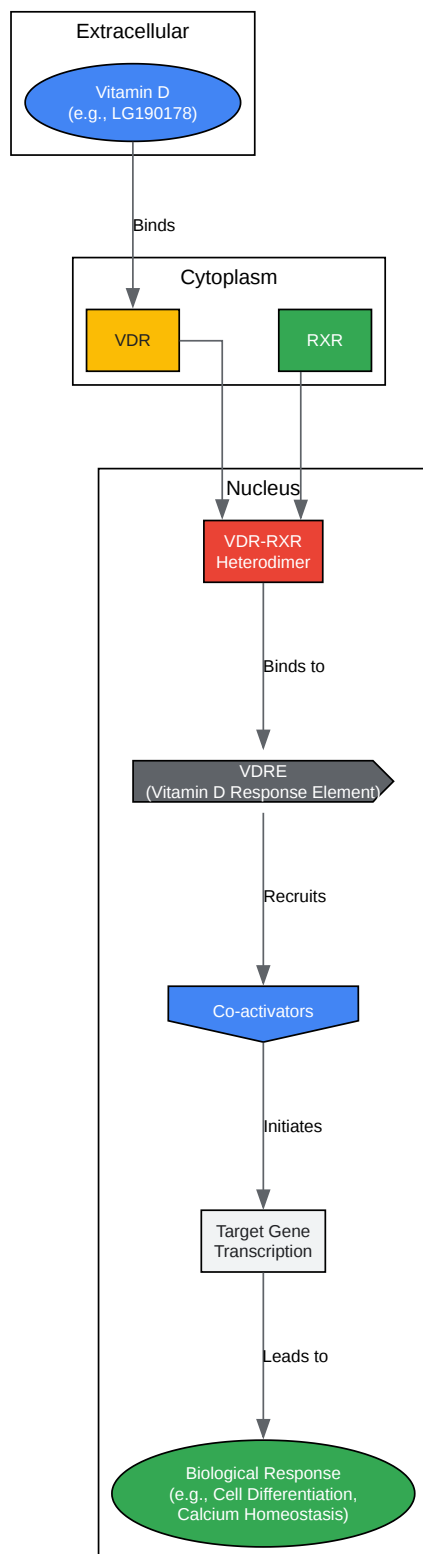 Extracellular
Vitamin D
(e.g., LG190178)
Binds
Cytoplasm
VDR
RXR
Nucleus
VDR-RXR
Heterodimer
Binds to
VDRE
(Vitamin D Response Element)
Recruits
Co-activators
Initiates
Target Gene
Transcription
Leads to
Biological Response
(e.g., Cell Differentiation,
Calcium Homeostasis)